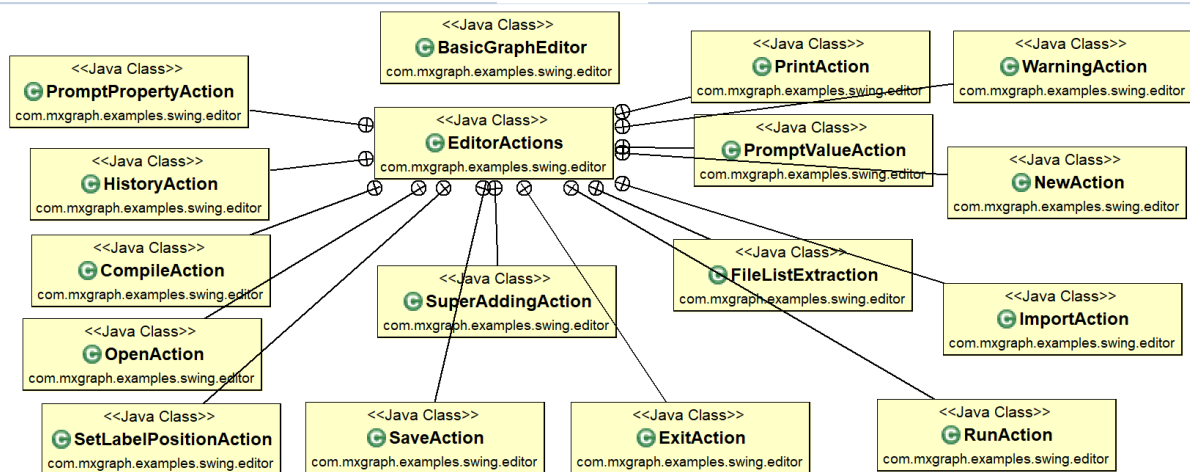 <<Java Class>>
BasicGraphEditor
com.mxgraph.examples.swing.editor
<<Java Class>>
PrintAction
com.mxgraph.examples.swing.editor
<<Java Class>>
WarningAction
com.mxgraph.examples.swing.editor
<<Java Class>>
PromptPropertyAction
com.mxgraph.examples.swing.editor
<<Java Class>>
EditorActions
com.mxgraph.examples.swing.editor
<<Java Class>>
PromptValueAction
com.mxgraph.examples.swing.editor
<<Java Class>>
HistoryAction
com.mxgraph.examples.swing.editor
<<Java Class>>
NewAction
com.mxgraph.examples.swing.editor
<<Java Class>>
CompileAction
com.mxgraph.examples.swing.editor
<<Java Class>>
SuperAddingAction
com.mxgraph.examples.swing.editor
<<Java Class>>
FileListExtraction
com.mxgraph.examples.swing.editor
<<Java Class>>
ImportAction
com.mxgraph.examples.swing.editor
<<Java Class>>
OpenAction
com.mxgraph.examples.swing.editor
<<Java Class>>
SetLabelPositionAction
com.mxgraph.examples.swing.editor
<<Java Class>>
SaveAction
com.mxgraph.examples.swing.editor
<<Java Class>>
ExitAction
com.mxgraph.examples.swing.editor
<<Java Class>>
RunAction
com.mxgraph.examples.swing.editor